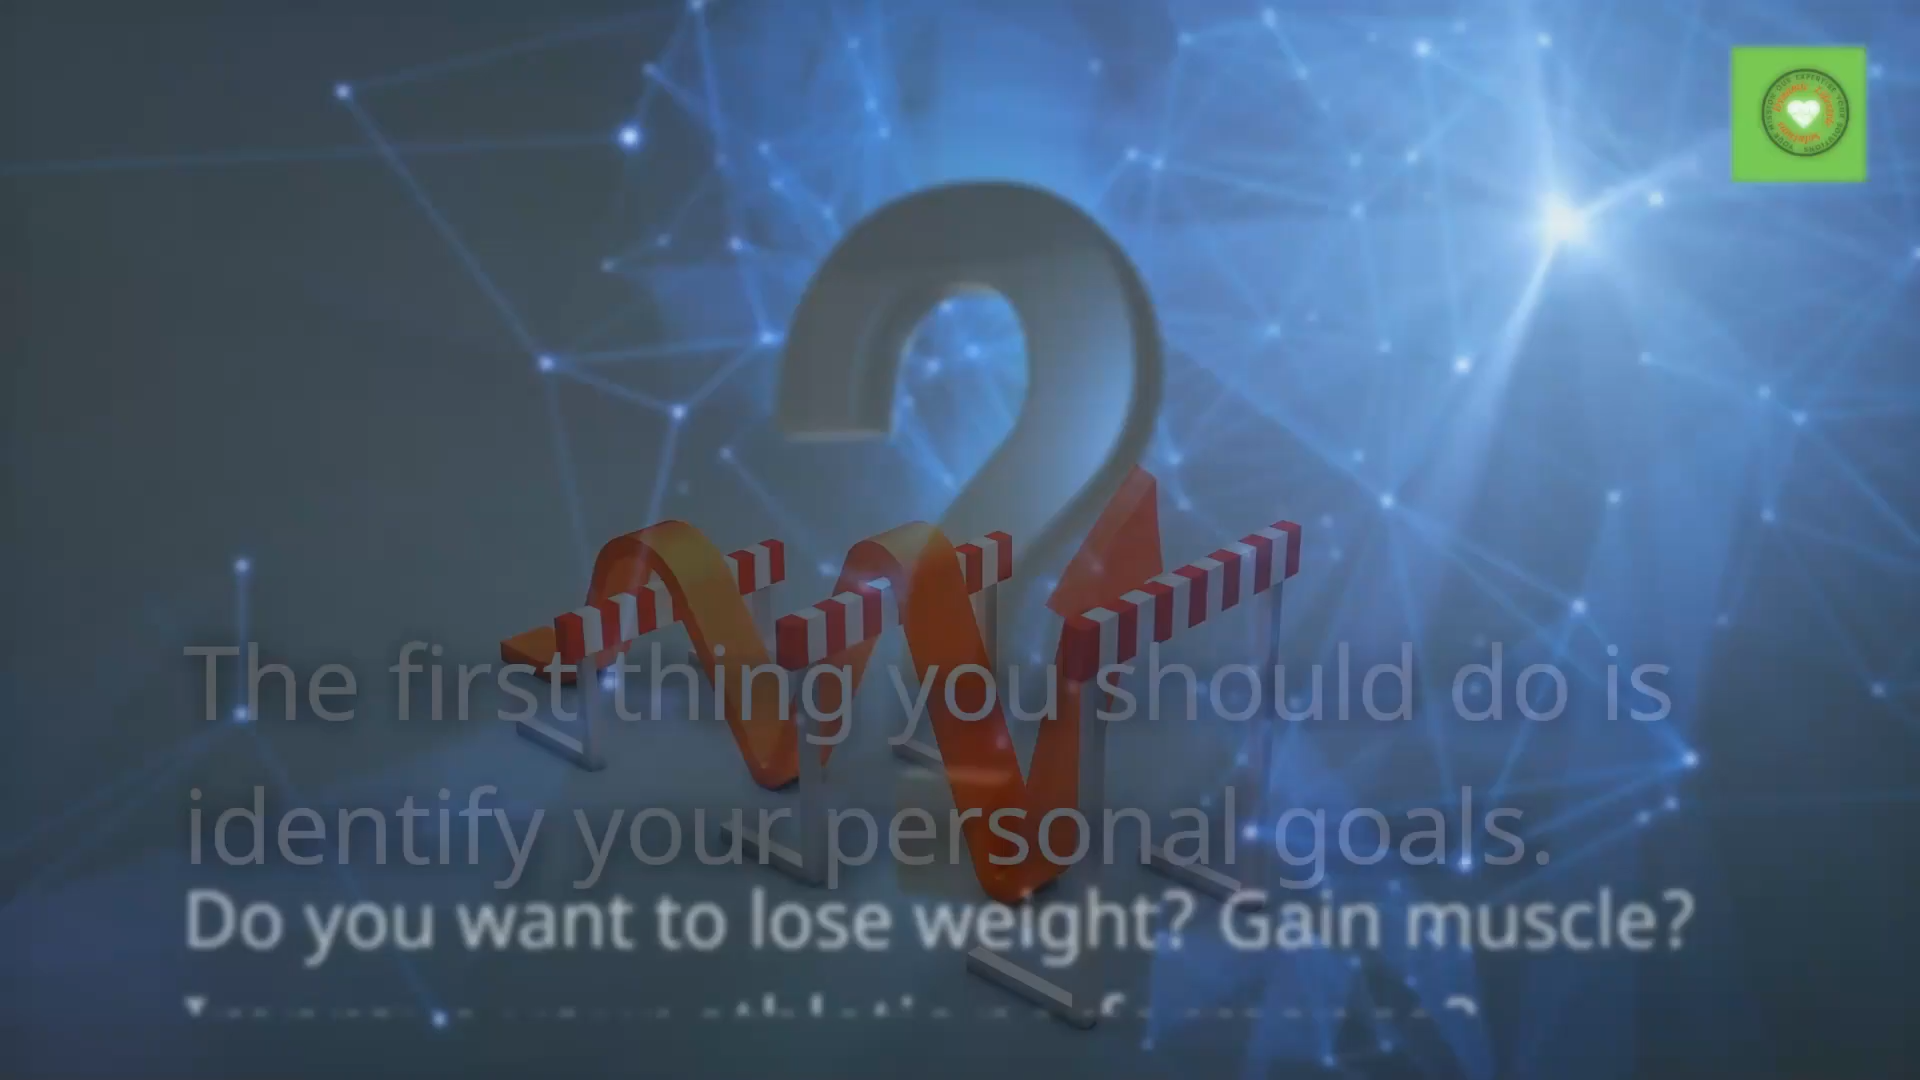 The first thing you should do is
identify your personal goals.
Do you want to lose weight? Gain muscle?